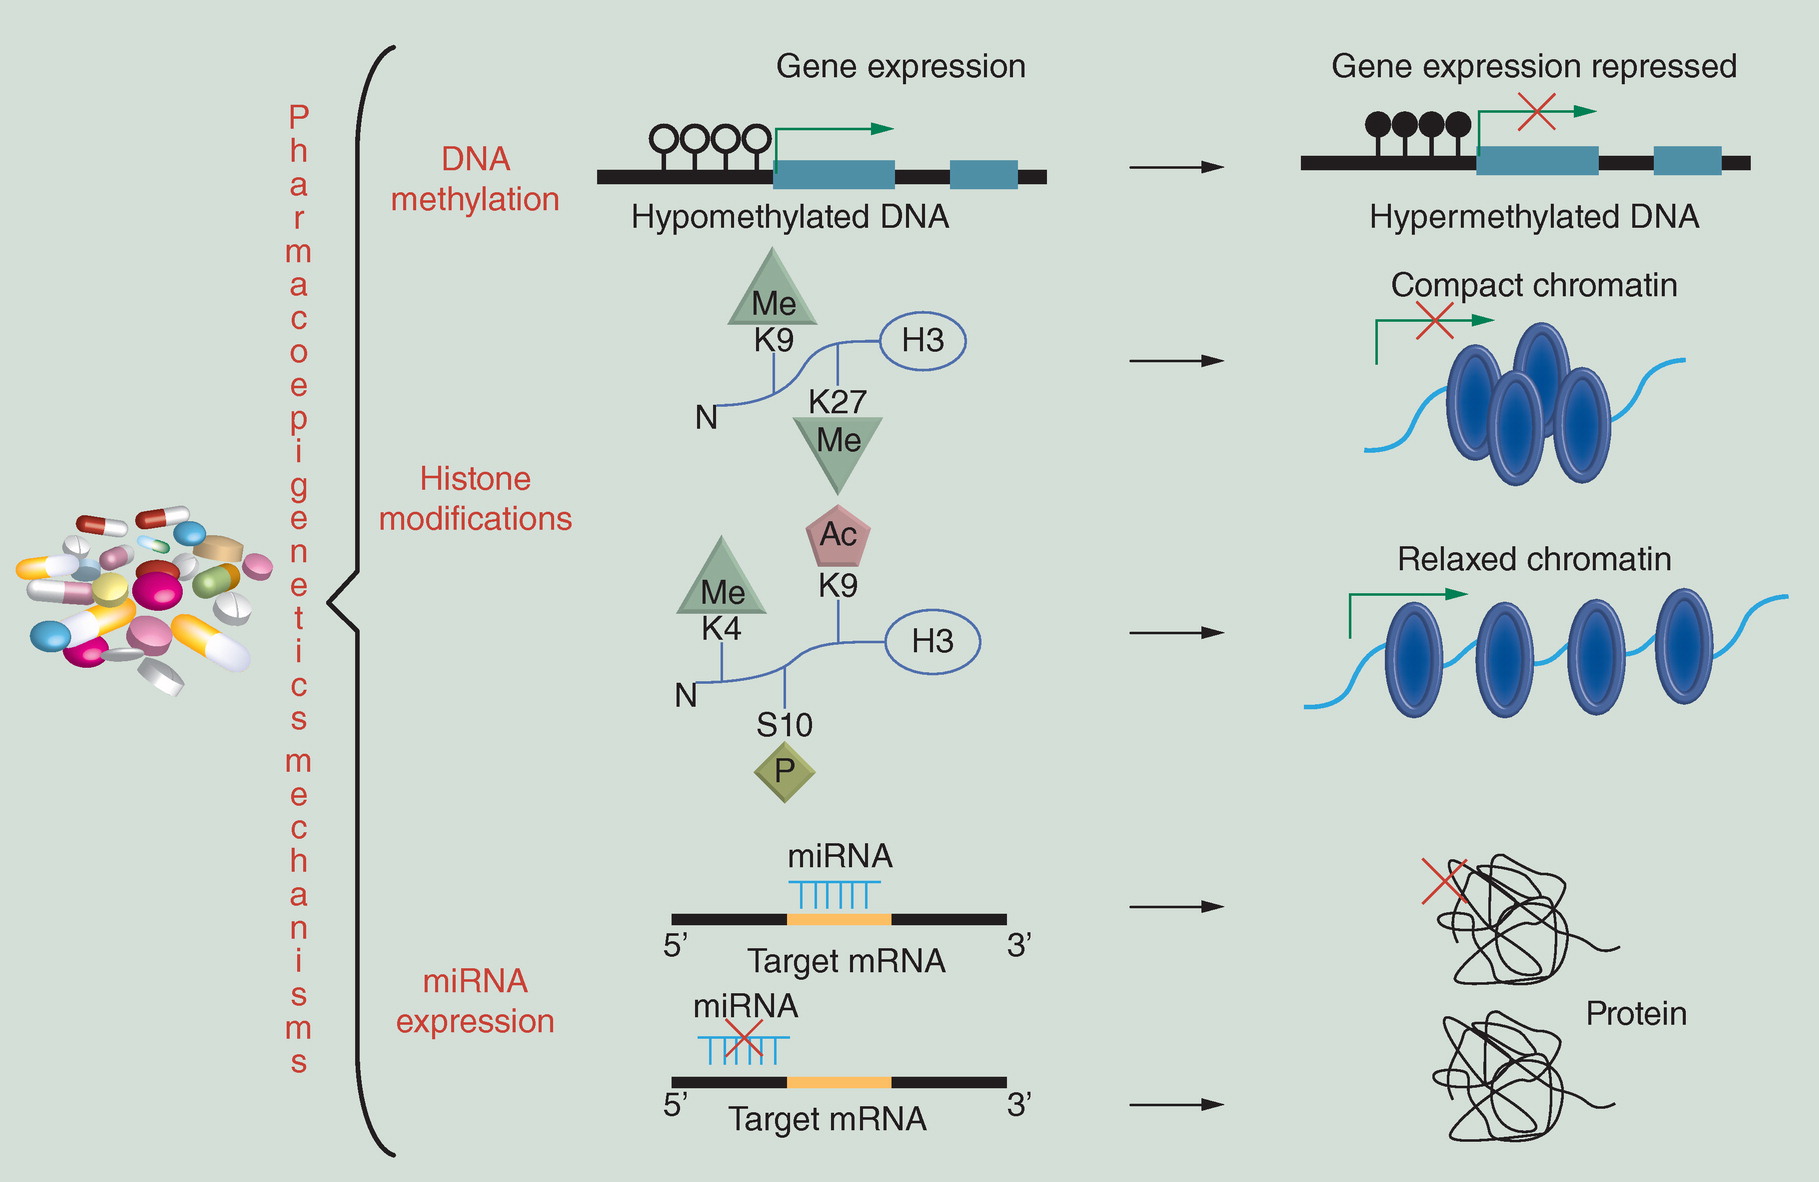 Pharmacoepigenetics mechanisms
DNA
methylation
Gene expression
Hypomethylated DNA
Gene expression repressed
Hypermethylated DNA
Histone
modifications
Me
K9
H3
N
K27
Me
Compact chromatin
Ac
K9
Me
K4
H3
N
S10
P
Relaxed chromatin
miRNA
expression
miRNA
5’
3’
Target mRNA
miRNA
5’
3’
Target mRNA
Protein